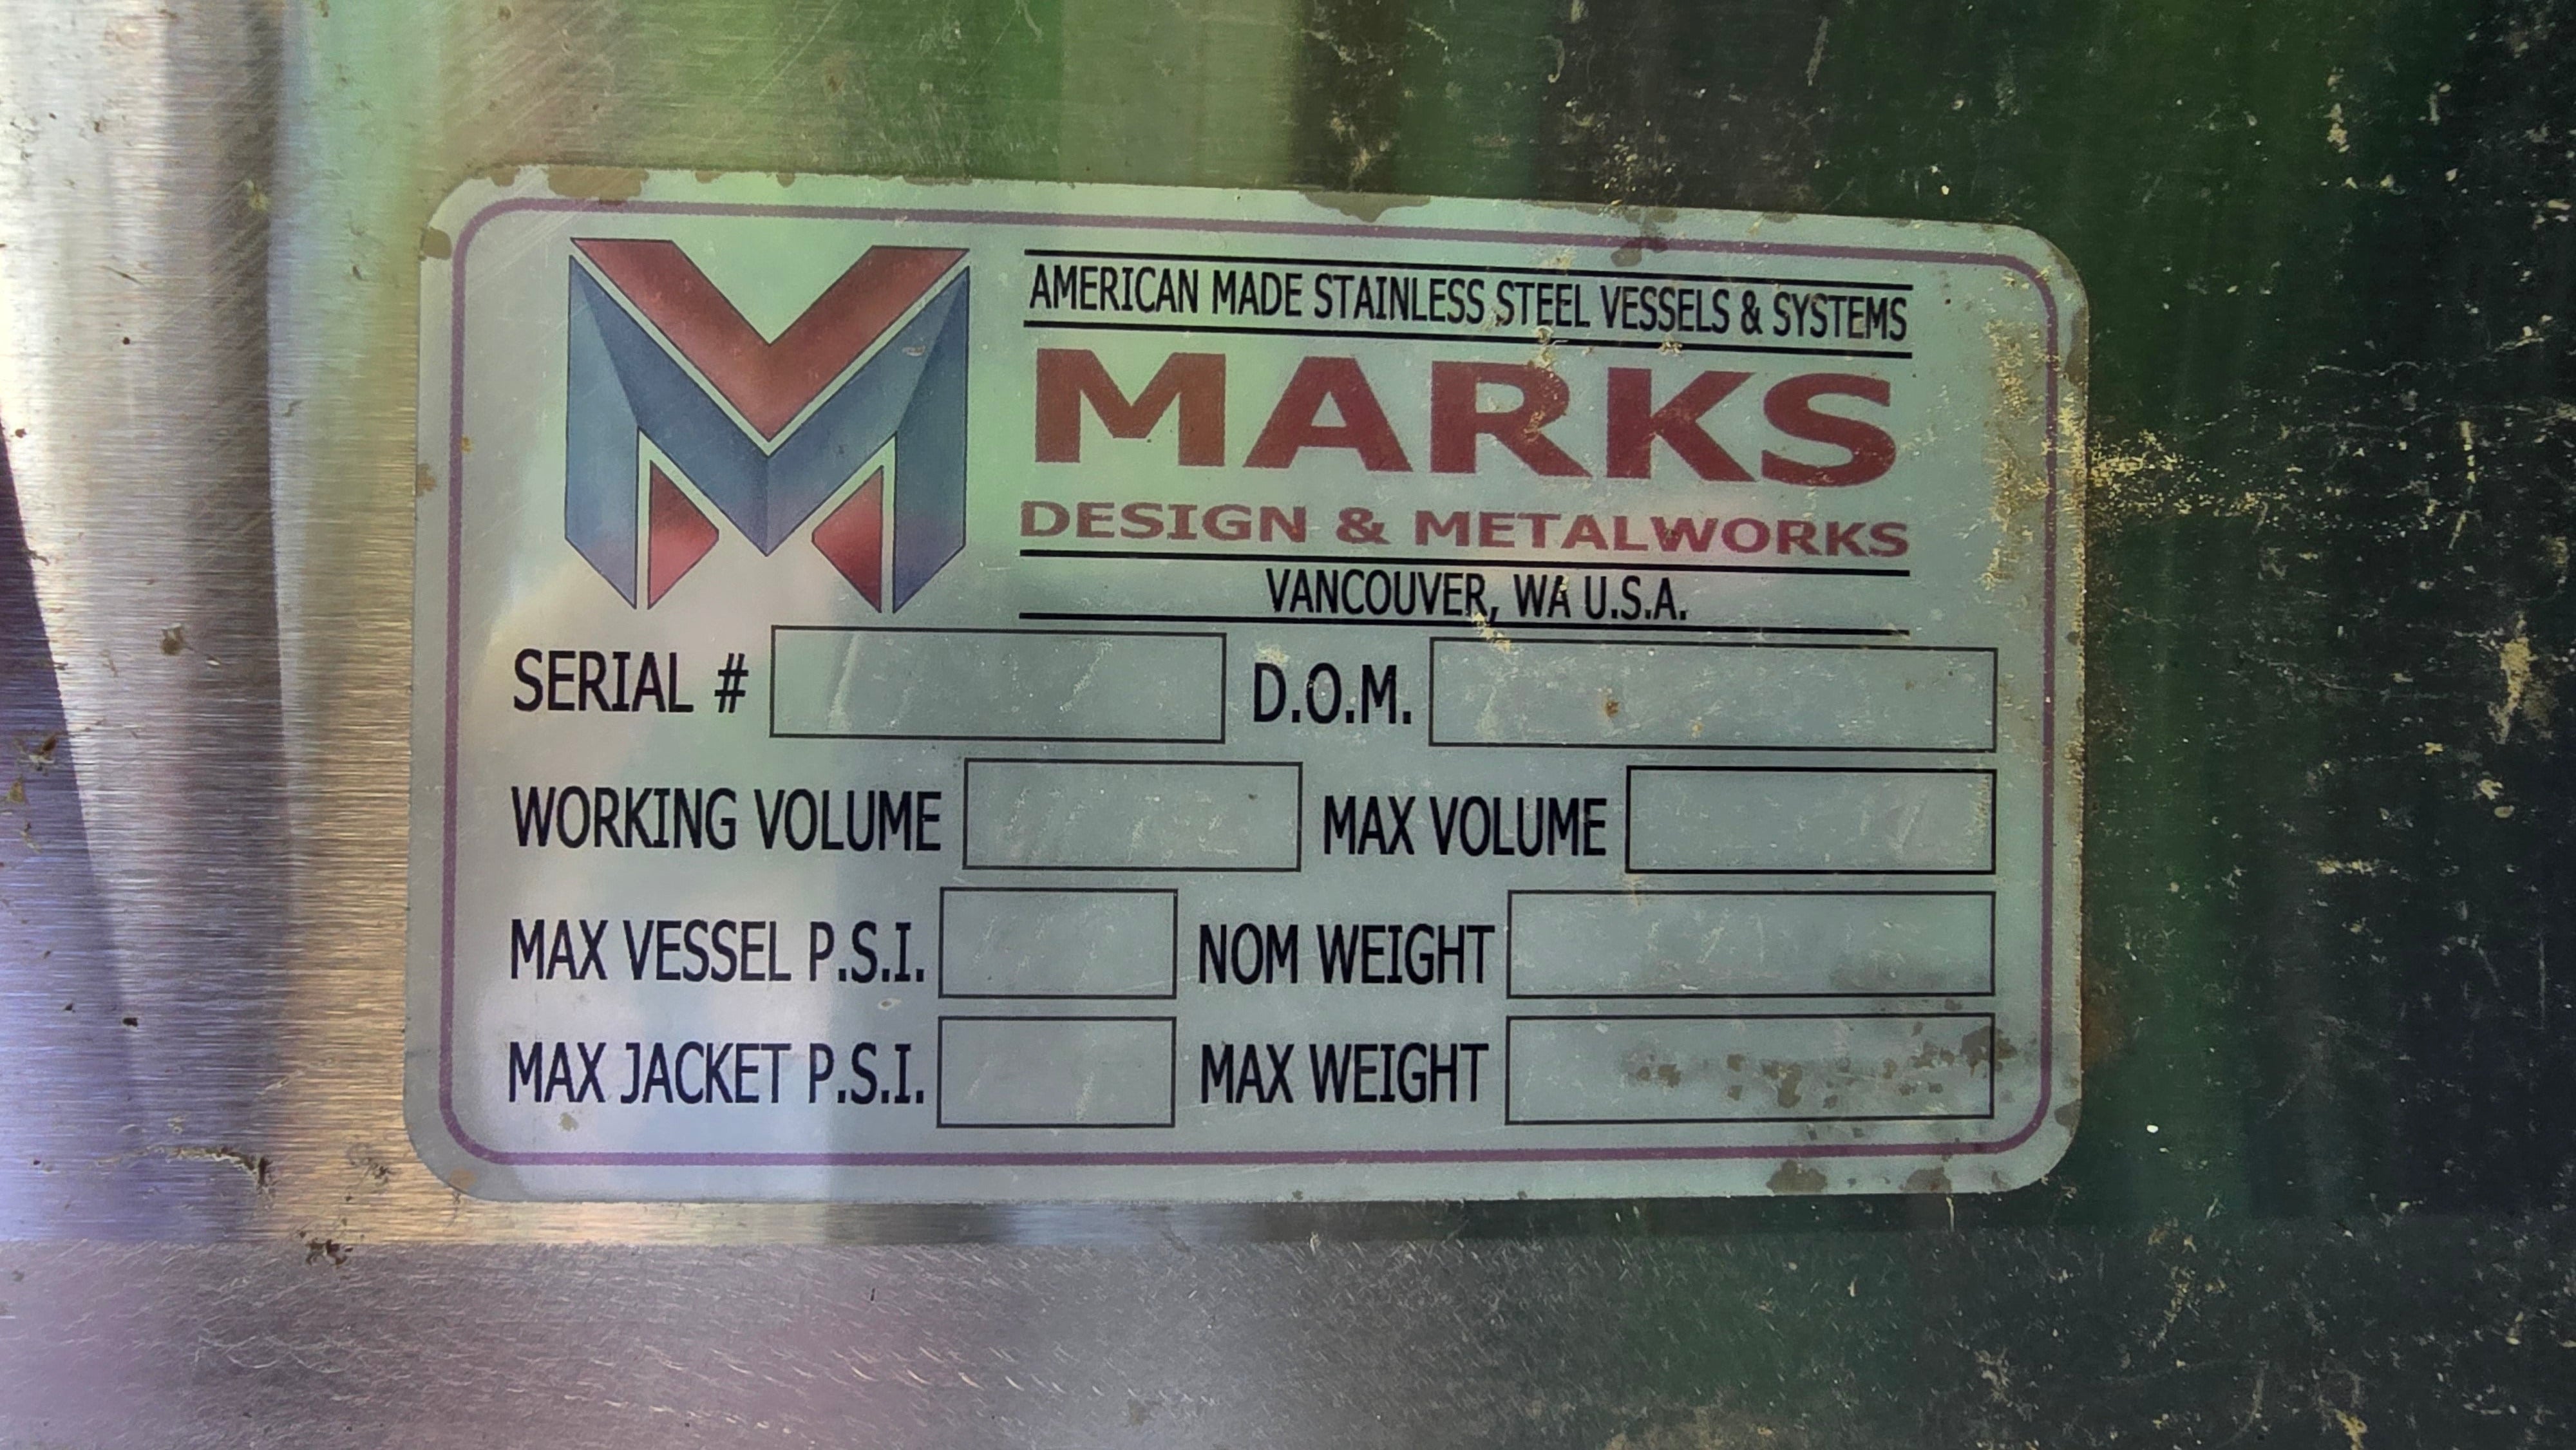 AMERICAN MADE STAINLESS STEEL VESSELS & SYSTEMS
MARKS
DESIGN & METALWORKS
VANCOUVER, WA U.S.A.
SERIAL # D.O.M.
WORKING VOLUME MAX VOLUME
MAX VESSEL P.S.I. NOM WEIGHT
MAX JACKET P.S.I. MAX WEIGHT